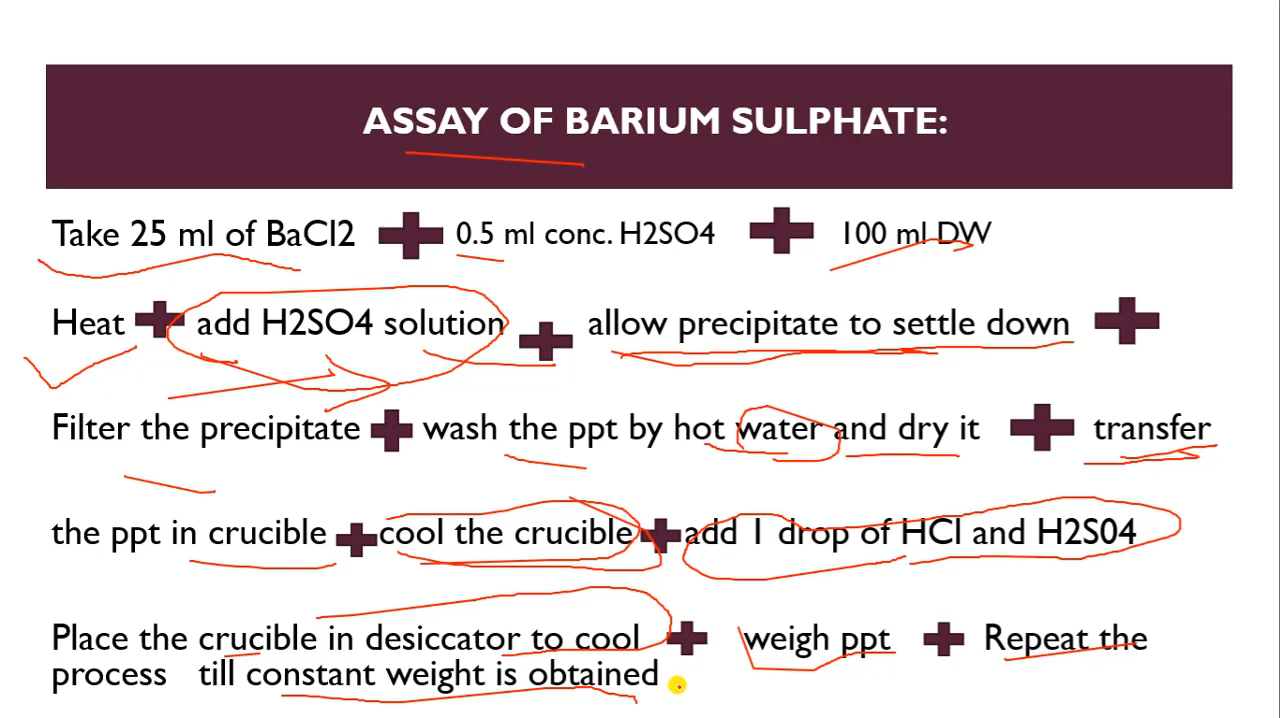 ASSAY OF BARIUM SULPHATE:
Take 25 ml of BaCl2 + 0.5 ml conc. H2SO4 + 100 ml DW
Heat + add H2SO4 solution + allow precipitate to settle down +
Filter the precipitate + wash the ppt by hot water and dry it + transfer
the ppt in crucible + cool the crucible + add 1 drop of HCl and H2S04
Place the crucible in desiccator to cool + weigh ppt + Repeat the
process till constant weight is obtained